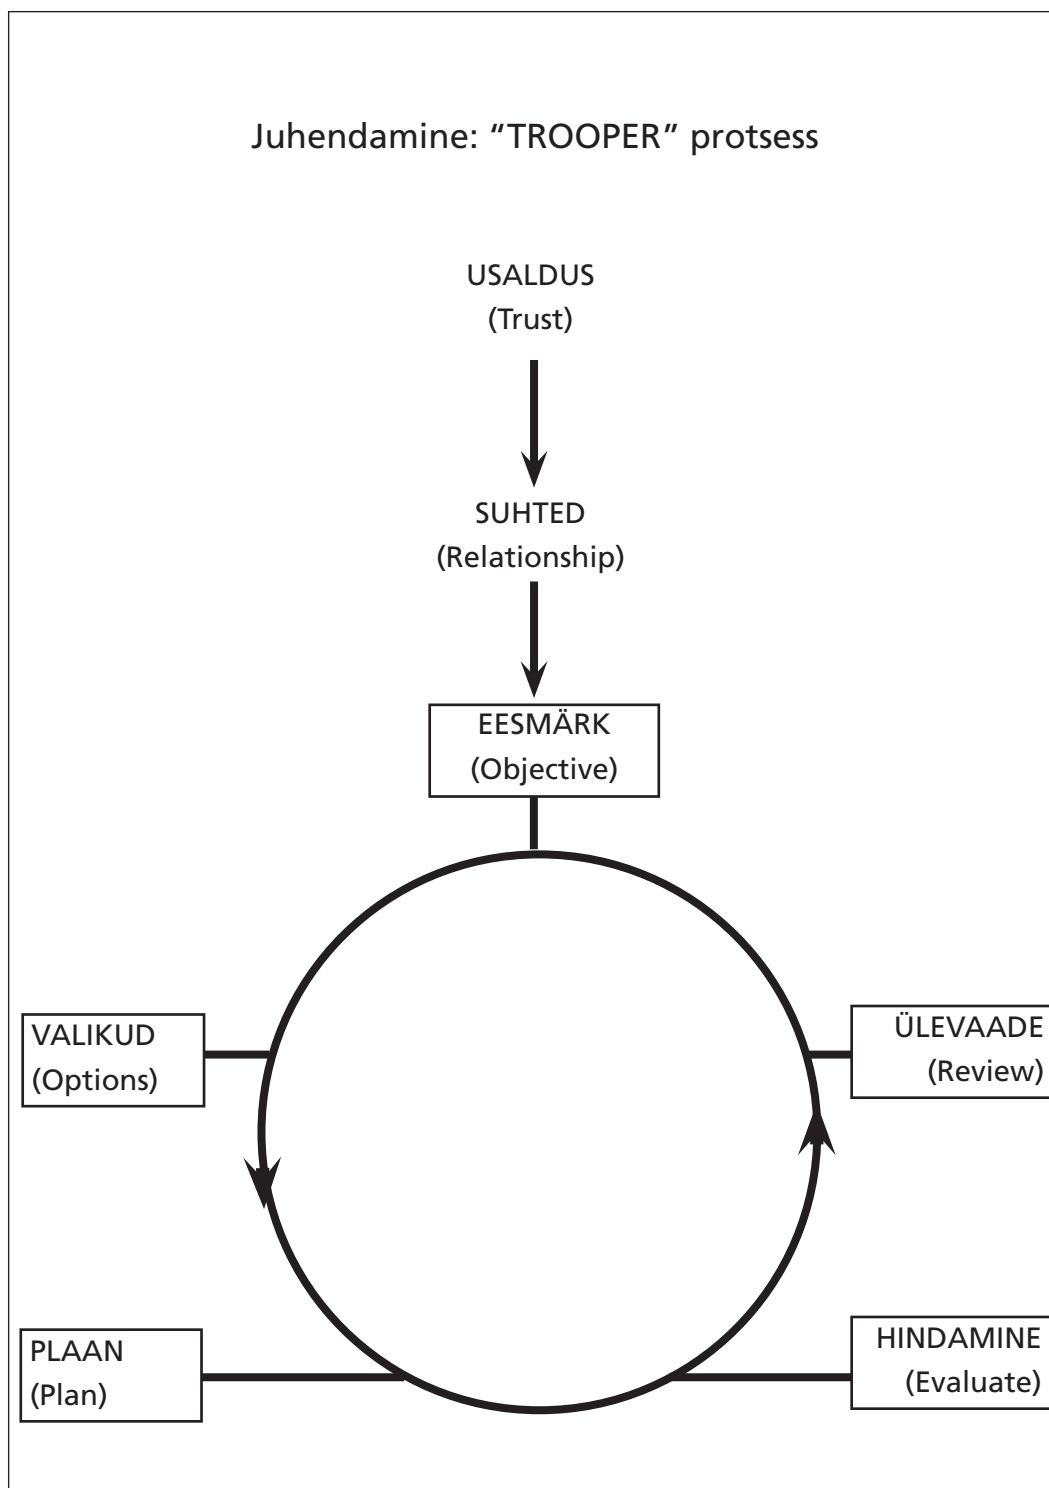 Juhendamine: “TROOPER” protsess
USALDUS
(Trust)
SUHTED
(Relationship)
EESMÄRK
(Objective)
VALIKUD
(Options)
ÜLEVAADE
(Review)
PLAAN
(Plan)
HINDAMINE
(Evaluate)